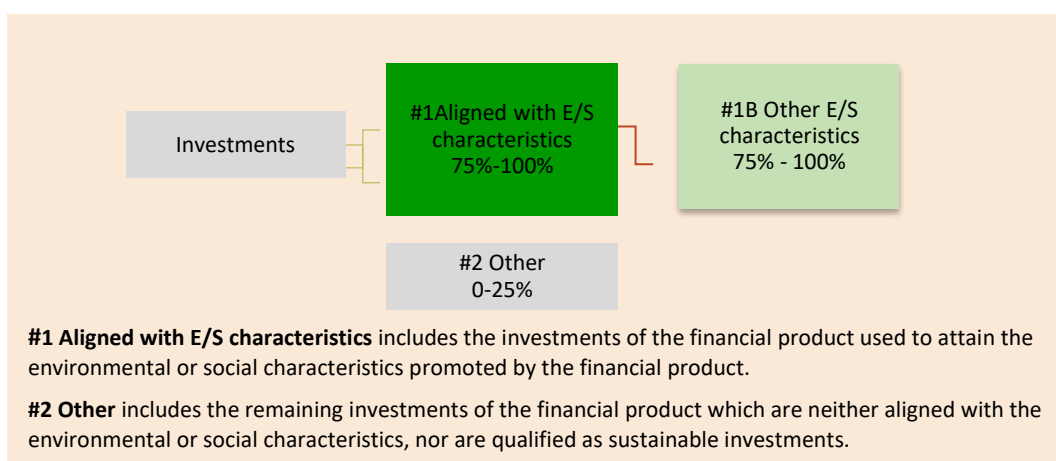 Investments
#1Aligned with E/S
characteristics
75%-100%
#1B Other E/S
characteristics
75% - 100%
#2 Other
0-25%
#1 Aligned with E/S characteristics includes the investments of the financial product used to attain the
environmental or social characteristics promoted by the financial product.
#2 Other includes the remaining investments of the financial product which are neither aligned with the
environmental or social characteristics, nor are qualified as sustainable investments.